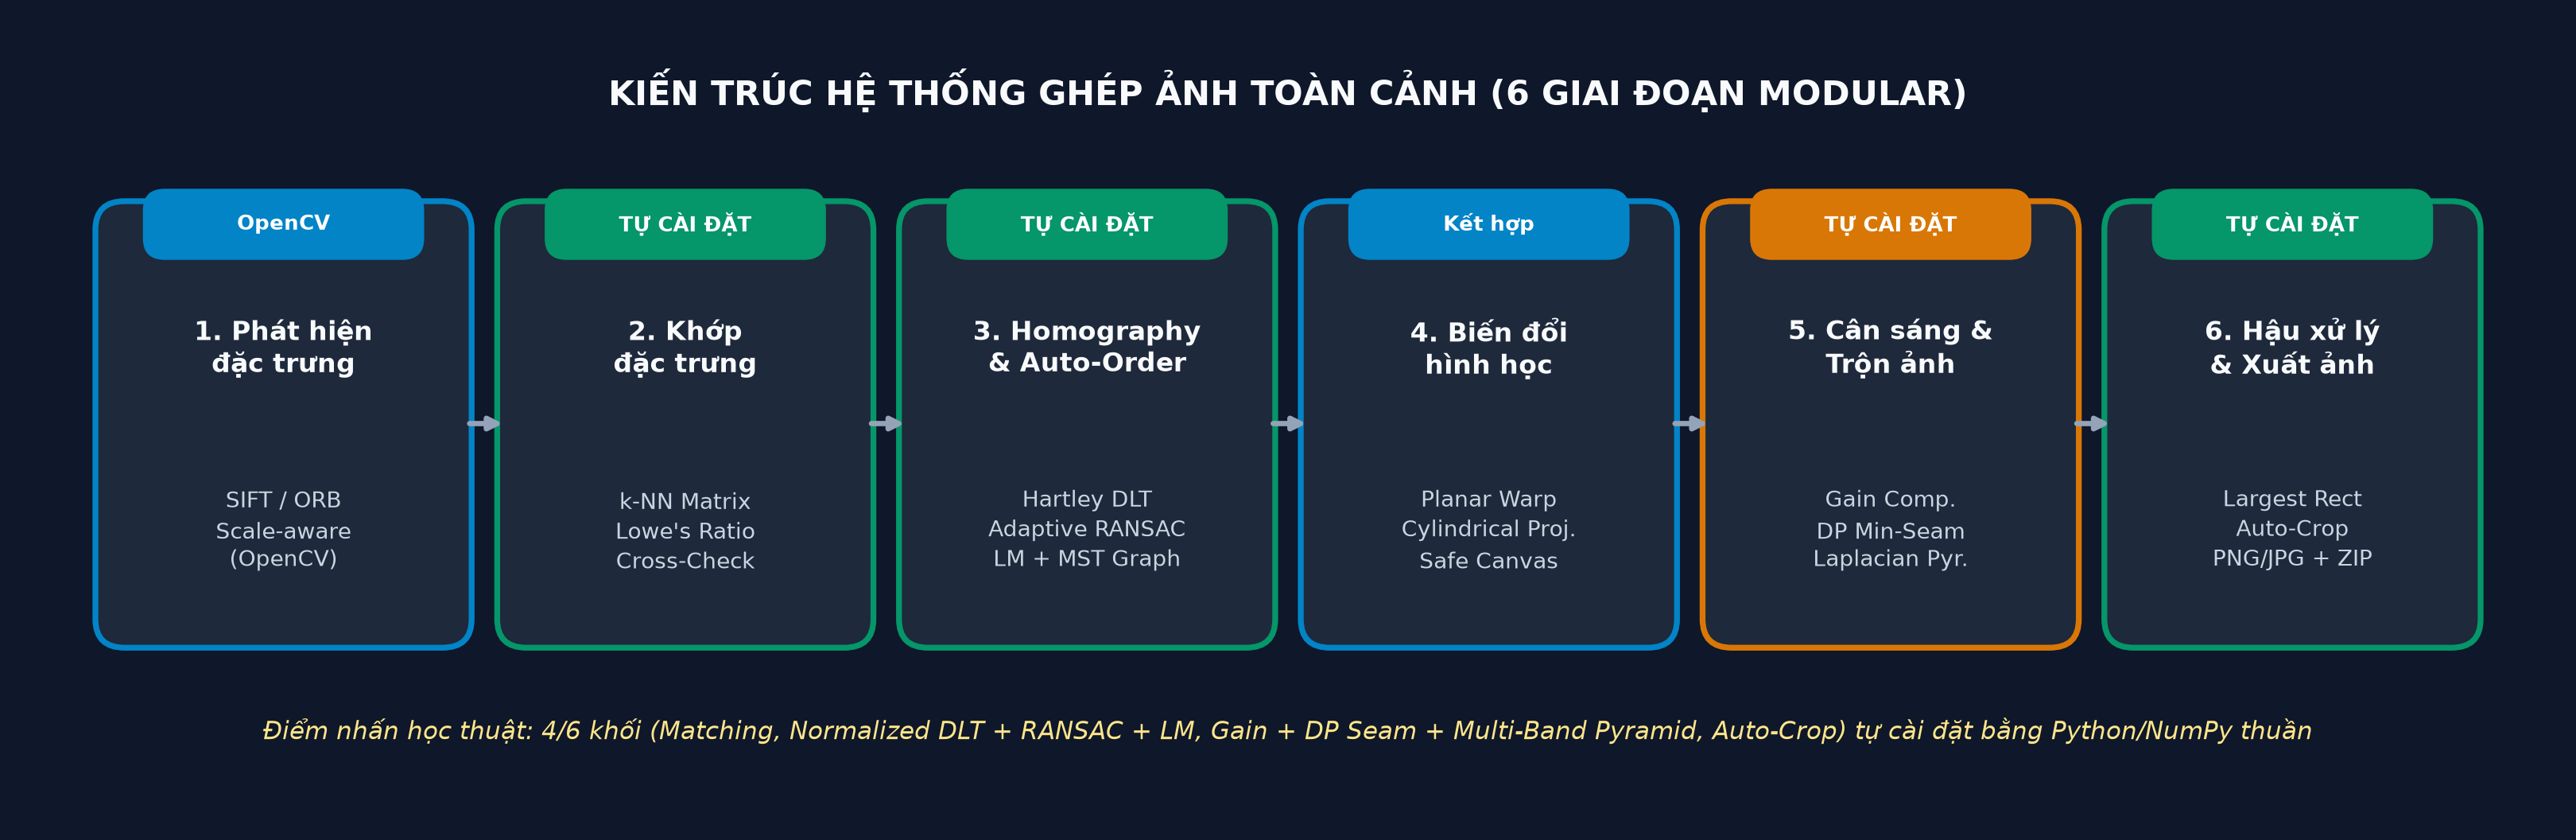 KIẾN TRÚC HỆ THỐNG GHÉP ẢNH TOÀN CẢNH (6 GIAI ĐOẠN MODULAR)
OpenCV
1. Phát hiện
đặc trưng
SIFT / ORB
Scale-aware
(OpenCV)
TỰ CÀI ĐẶT
2. Khớp
đặc trưng
k-NN Matrix
Lowe's Ratio
Cross-Check
TỰ CÀI ĐẶT
3. Homography
& Auto-Order
Hartley DLT
Adaptive RANSAC
LM + MST Graph
Kết hợp
4. Biến đổi
hình học
Planar Warp
Cylindrical Proj.
Safe Canvas
TỰ CÀI ĐẶT
5. Cân sáng &
Trộn ảnh
Gain Comp.
DP Min-Seam
Laplacian Pyr.
TỰ CÀI ĐẶT
6. Hậu xử lý
& Xuất ảnh
Largest Rect
Auto-Crop
PNG/JPG + ZIP
Điểm nhấn học thuật: 4/6 khối (Matching, Normalized DLT + RANSAC + LM, Gain + DP Seam + Multi-Band Pyramid, Auto-Crop) tự cài đặt bằng Python/NumPy thuần